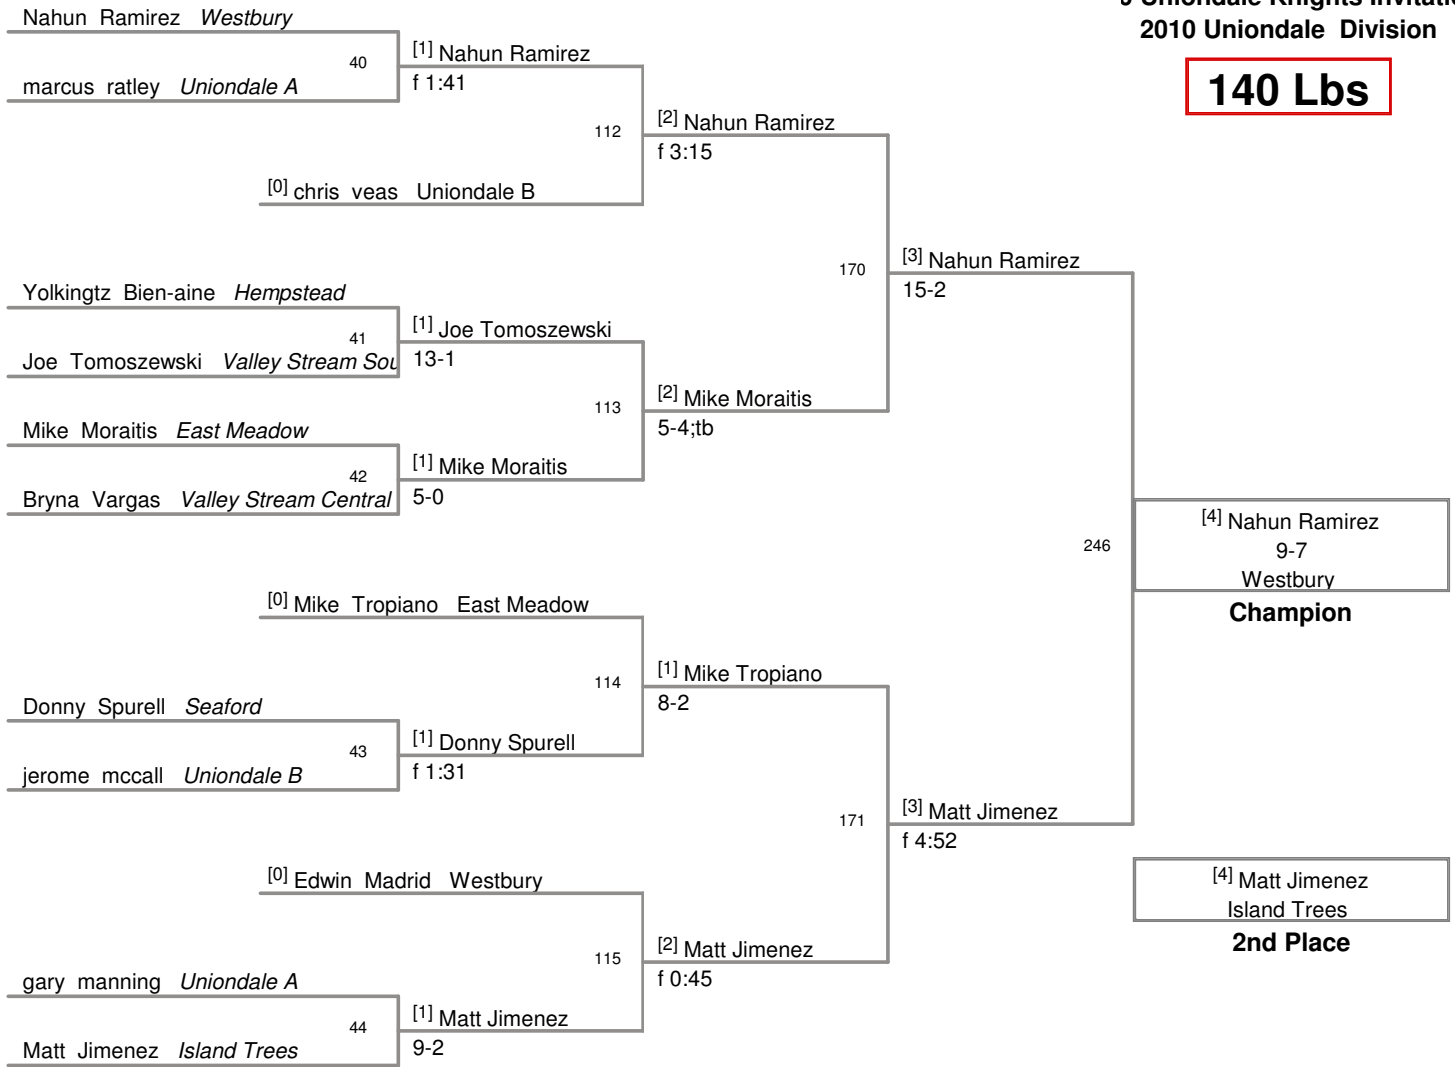 J Uniondale Knights Invitati
2010 Uniondale Division
140 Lbs
Nahun Ramirez Westbury
40
marcus ratley Uniondale A
[1] Nahun Ramirez
f 1:41
112
[0] chris veas Uniondale B
[2] Nahun Ramirez
f 3:15
Yolkingtz Bien-aine Hempstead
41
Joe Tomoszewski Valley Stream Sou
[1] Joe Tomoszewski
13-1
113
Mike Moraitis East Meadow
42
Bryna Vargas Valley Stream Central
[1] Mike Moraitis
5-0
[2] Mike Moraitis
5-4;tb
170
[3] Nahun Ramirez
15-2
[0] Mike Tropiano East Meadow
114
Donny Spurell Seaford
43
jerome mccall Uniondale B
[1] Donny Spurell
f 1:31
[1] Mike Tropiano
8-2
171
[0] Edwin Madrid Westbury
115
gary manning Uniondale A
44
Matt Jimenez Island Trees
[1] Matt Jimenez
9-2
[2] Matt Jimenez
f 0:45
[3] Matt Jimenez
f 4:52
246
[4] Nahun Ramirez
9-7
Westbury
Champion
[4] Matt Jimenez
Island Trees
2nd Place